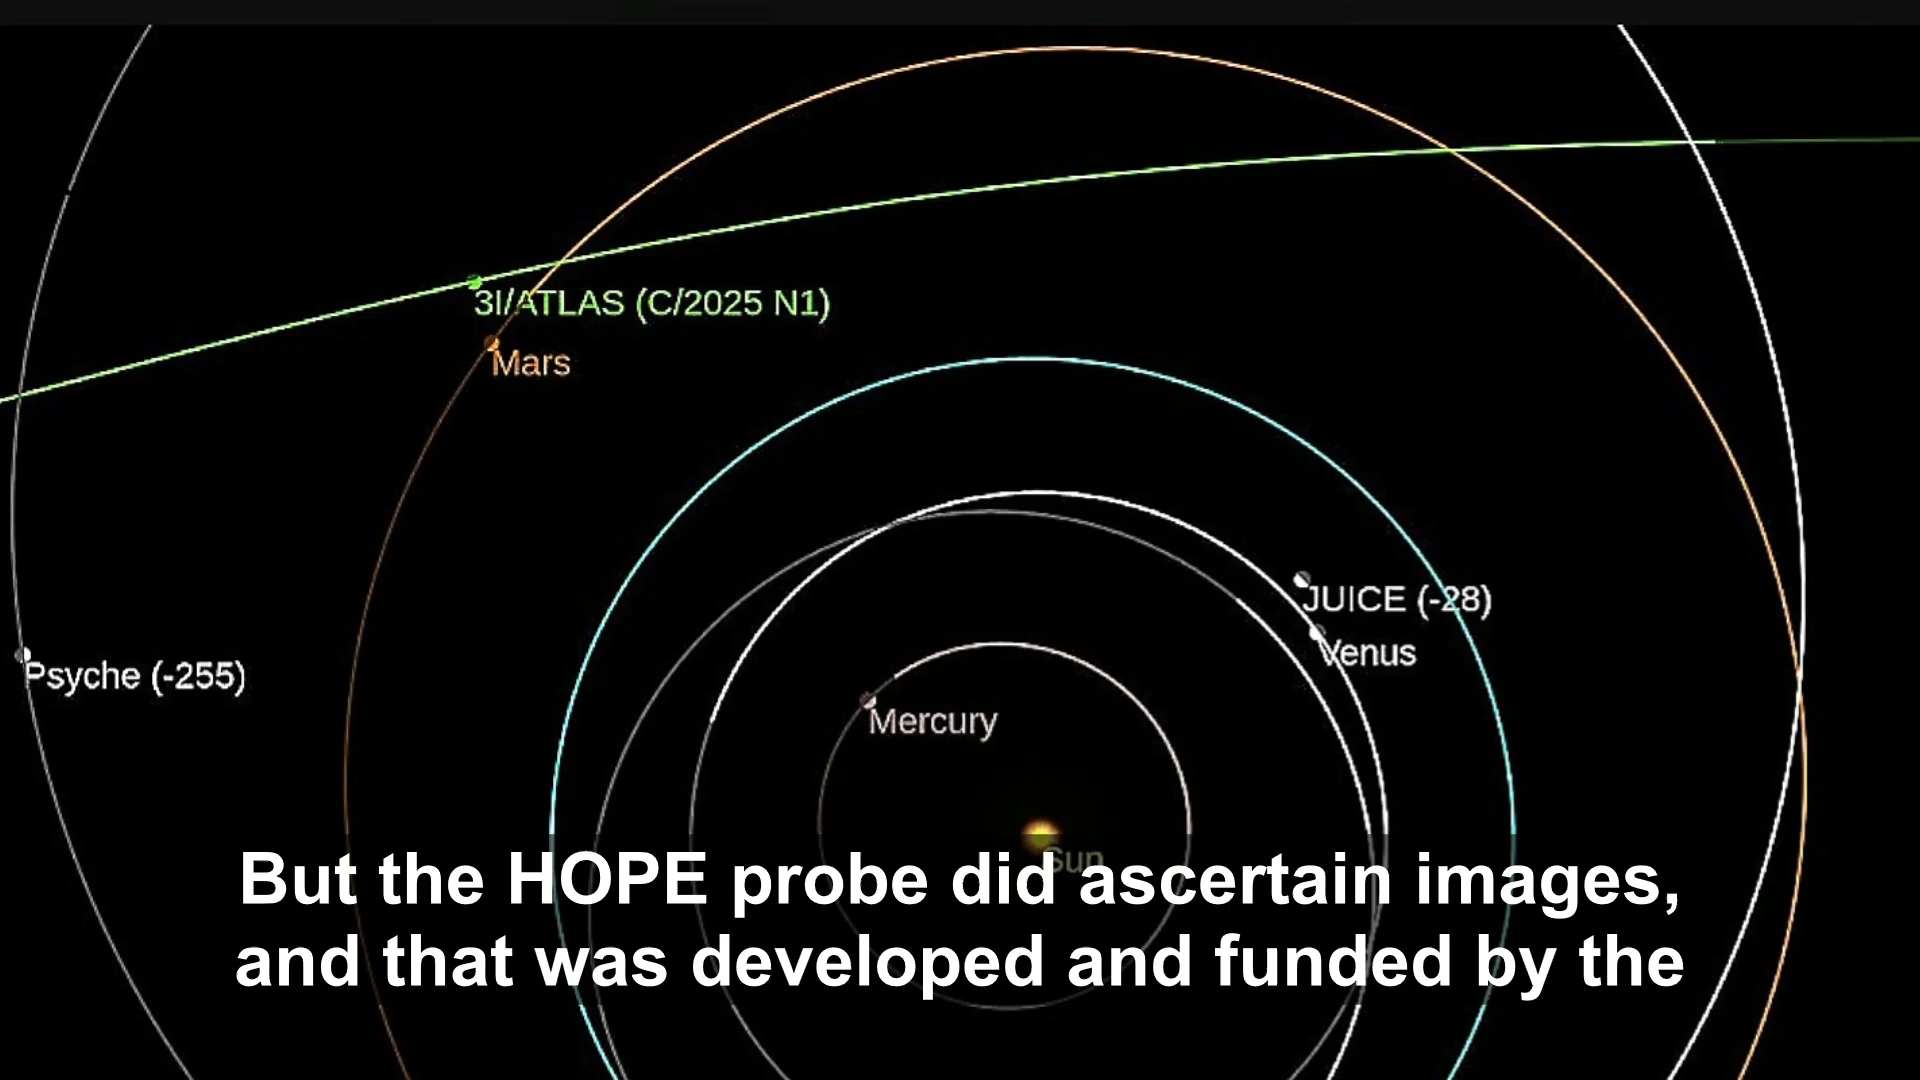 3I/ATLAS (C/2025 N1)
Mars
JUICE (-28)
Venus
Psyche (-255)
Mercury
Sun
But the HOPE probe did ascertain images,
and that was developed and funded by the